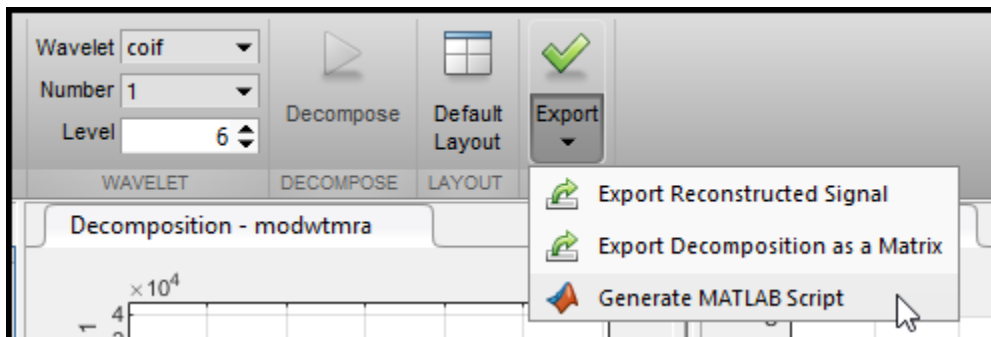 Wavelet coif
Number 1
Level 6
Decompose
Default
Layout
Export
WAVELET
DECOMPOSE
LAYOUT
Export Reconstructed Signal
Export Decomposition as a Matrix
Generate MATLAB Script
Decomposition - modwtmra
×10⁴
4
1